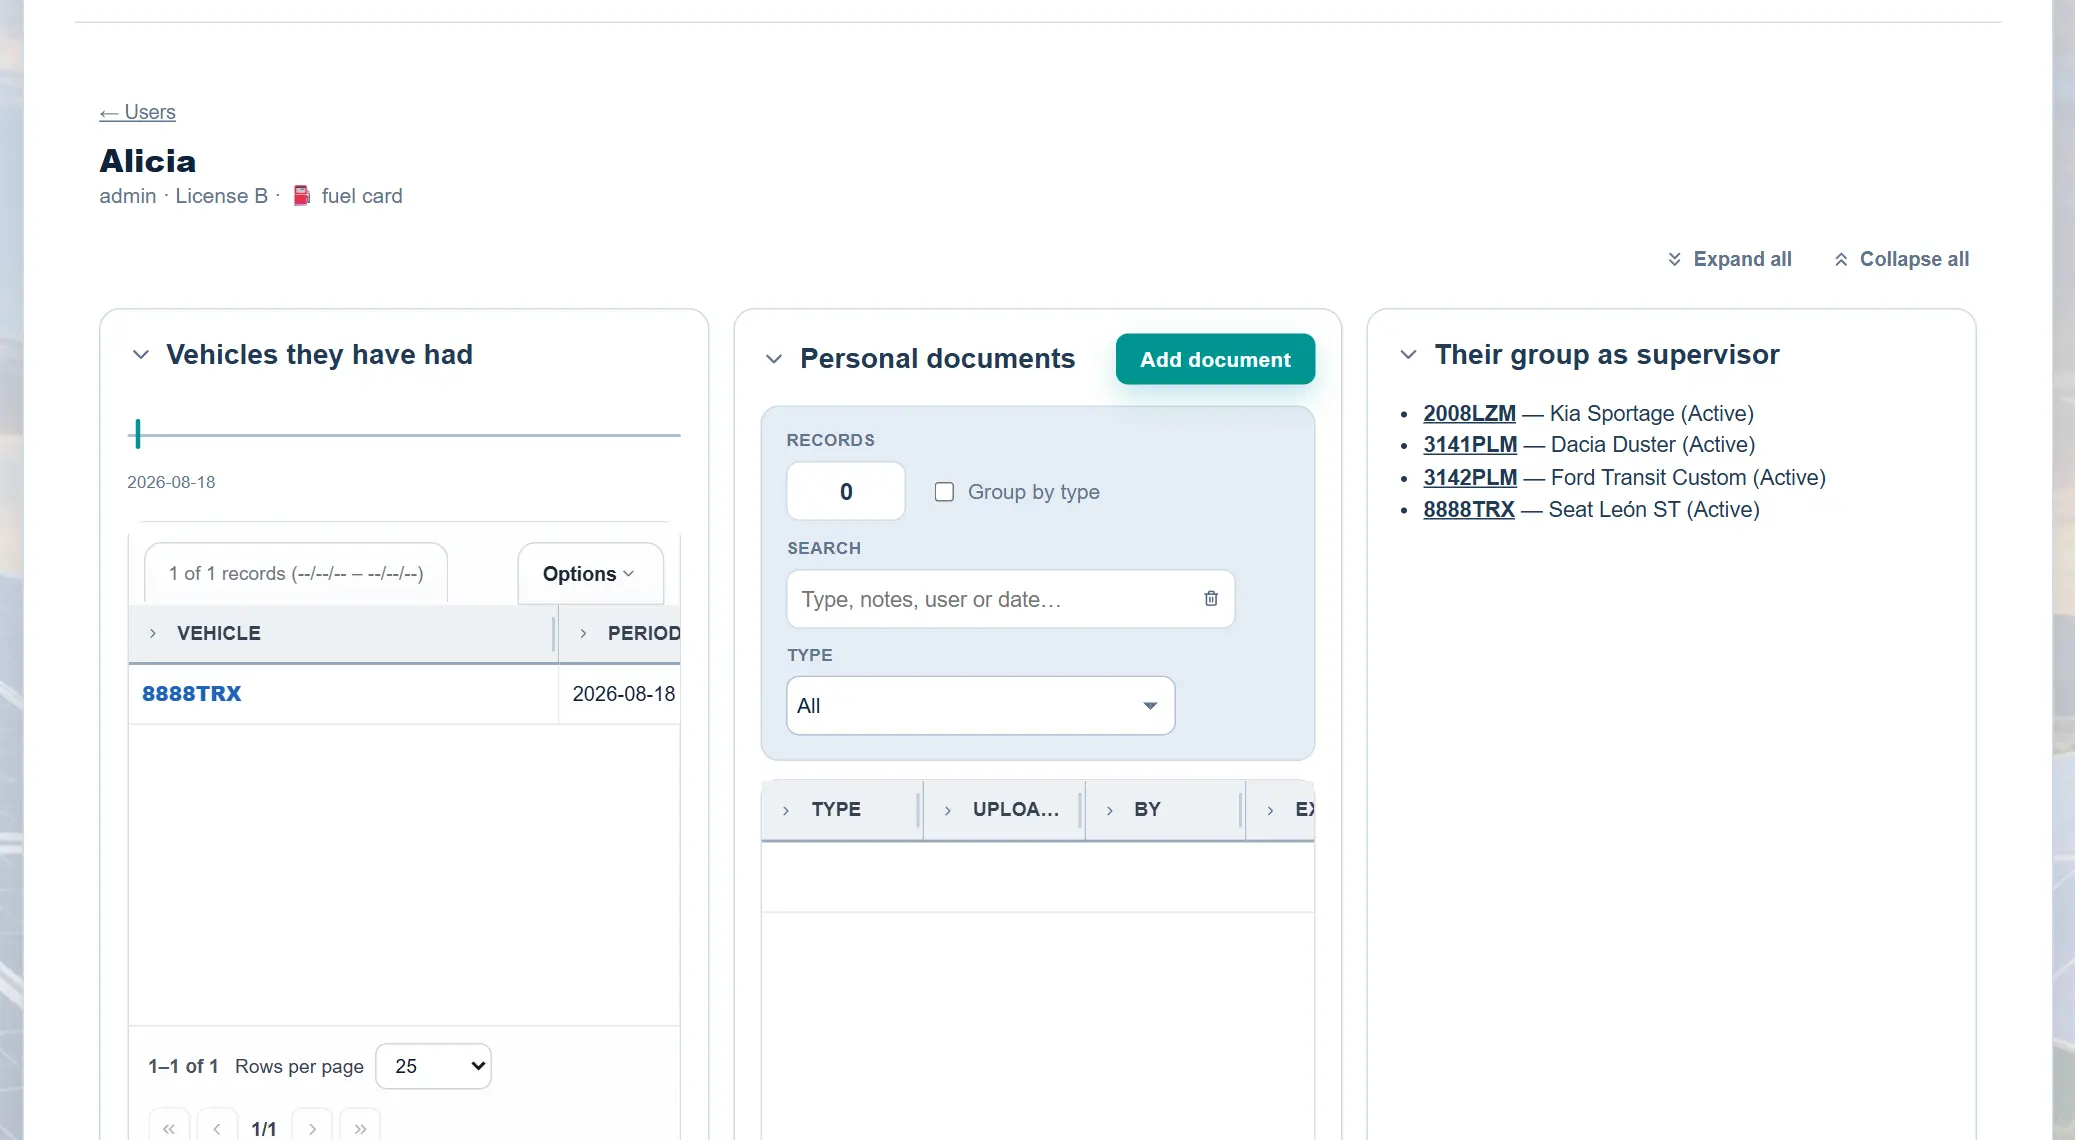 ← Users
Alicia
admin · License B · fuel card
Expand all
Collapse all
Vehicles they have had
2026-08-18
1 of 1 records (--/--/-- – --/--/--)
Options
VEHICLE
PERIOD
8888TRX
2026-08-18
1–1 of 1
Rows per page
25
« ‹ 1/1 › »
Personal documents
Add document
RECORDS
0
Group by type
SEARCH
Type, notes, user or date…
TYPE
All
TYPE
UPLOA…
BY
Their group as supervisor
• 2008LZM — Kia Sportage (Active)
• 3141PLM — Dacia Duster (Active)
• 3142PLM — Ford Transit Custom (Active)
• 8888TRX — Seat León ST (Active)